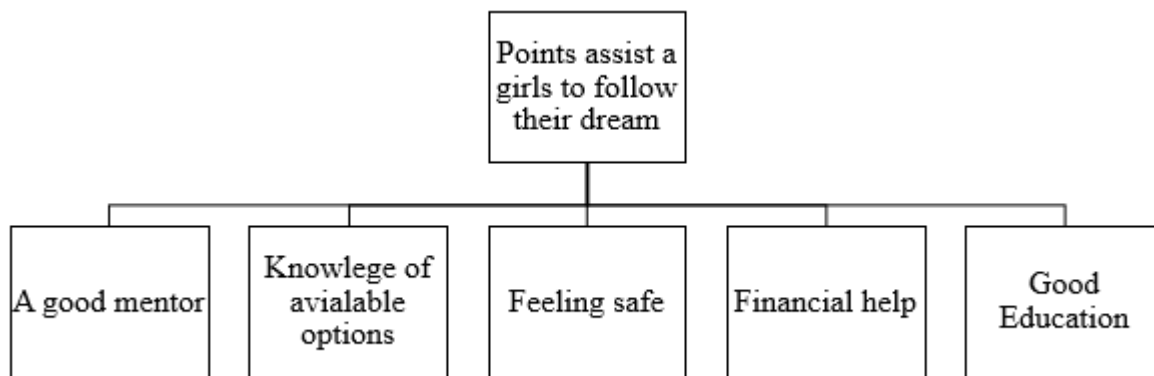 Points assist a
girls to follow
their dream
A good mentor
Knowlege of
avialable
options
Feeling safe
Financial help
Good
Education